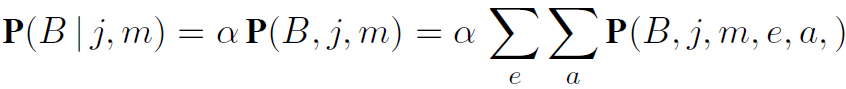 P(B | j, m) = α P(B, j, m) = α ∑_e ∑_a P(B, j, m, e, a, )